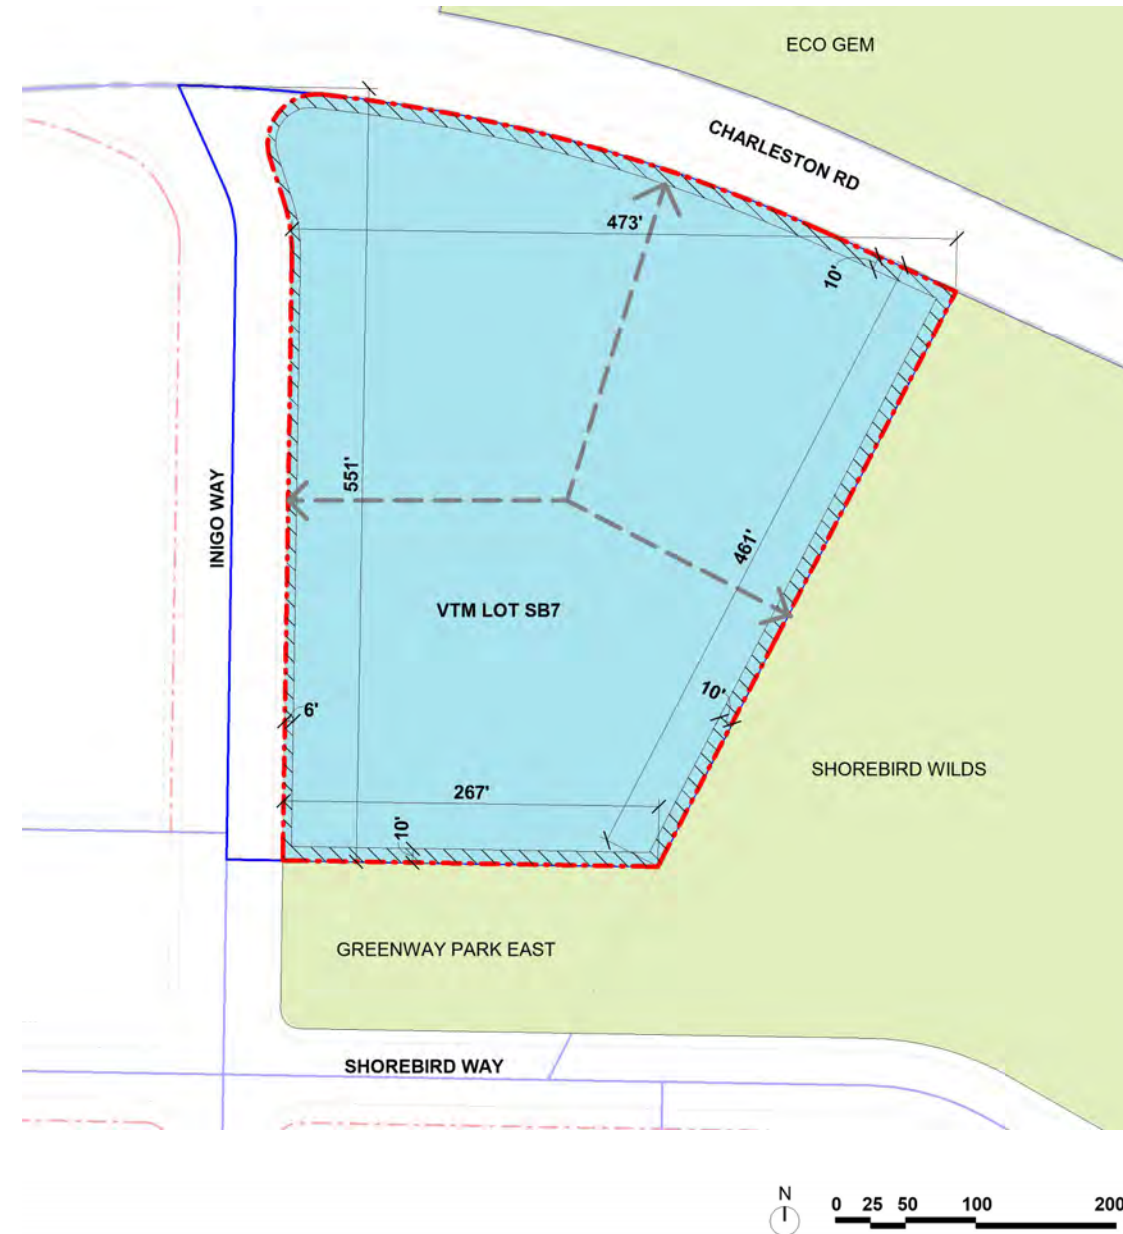 ECO GEM
CHARLESTON RD
473'
10'
551'
INIGO WAY
461'
VTM LOT SB7
10'
6'
SHOREBIRD WILDS
267'
10'
GREENWAY PARK EAST
SHOREBIRD WAY
N
0 25 50 100 200